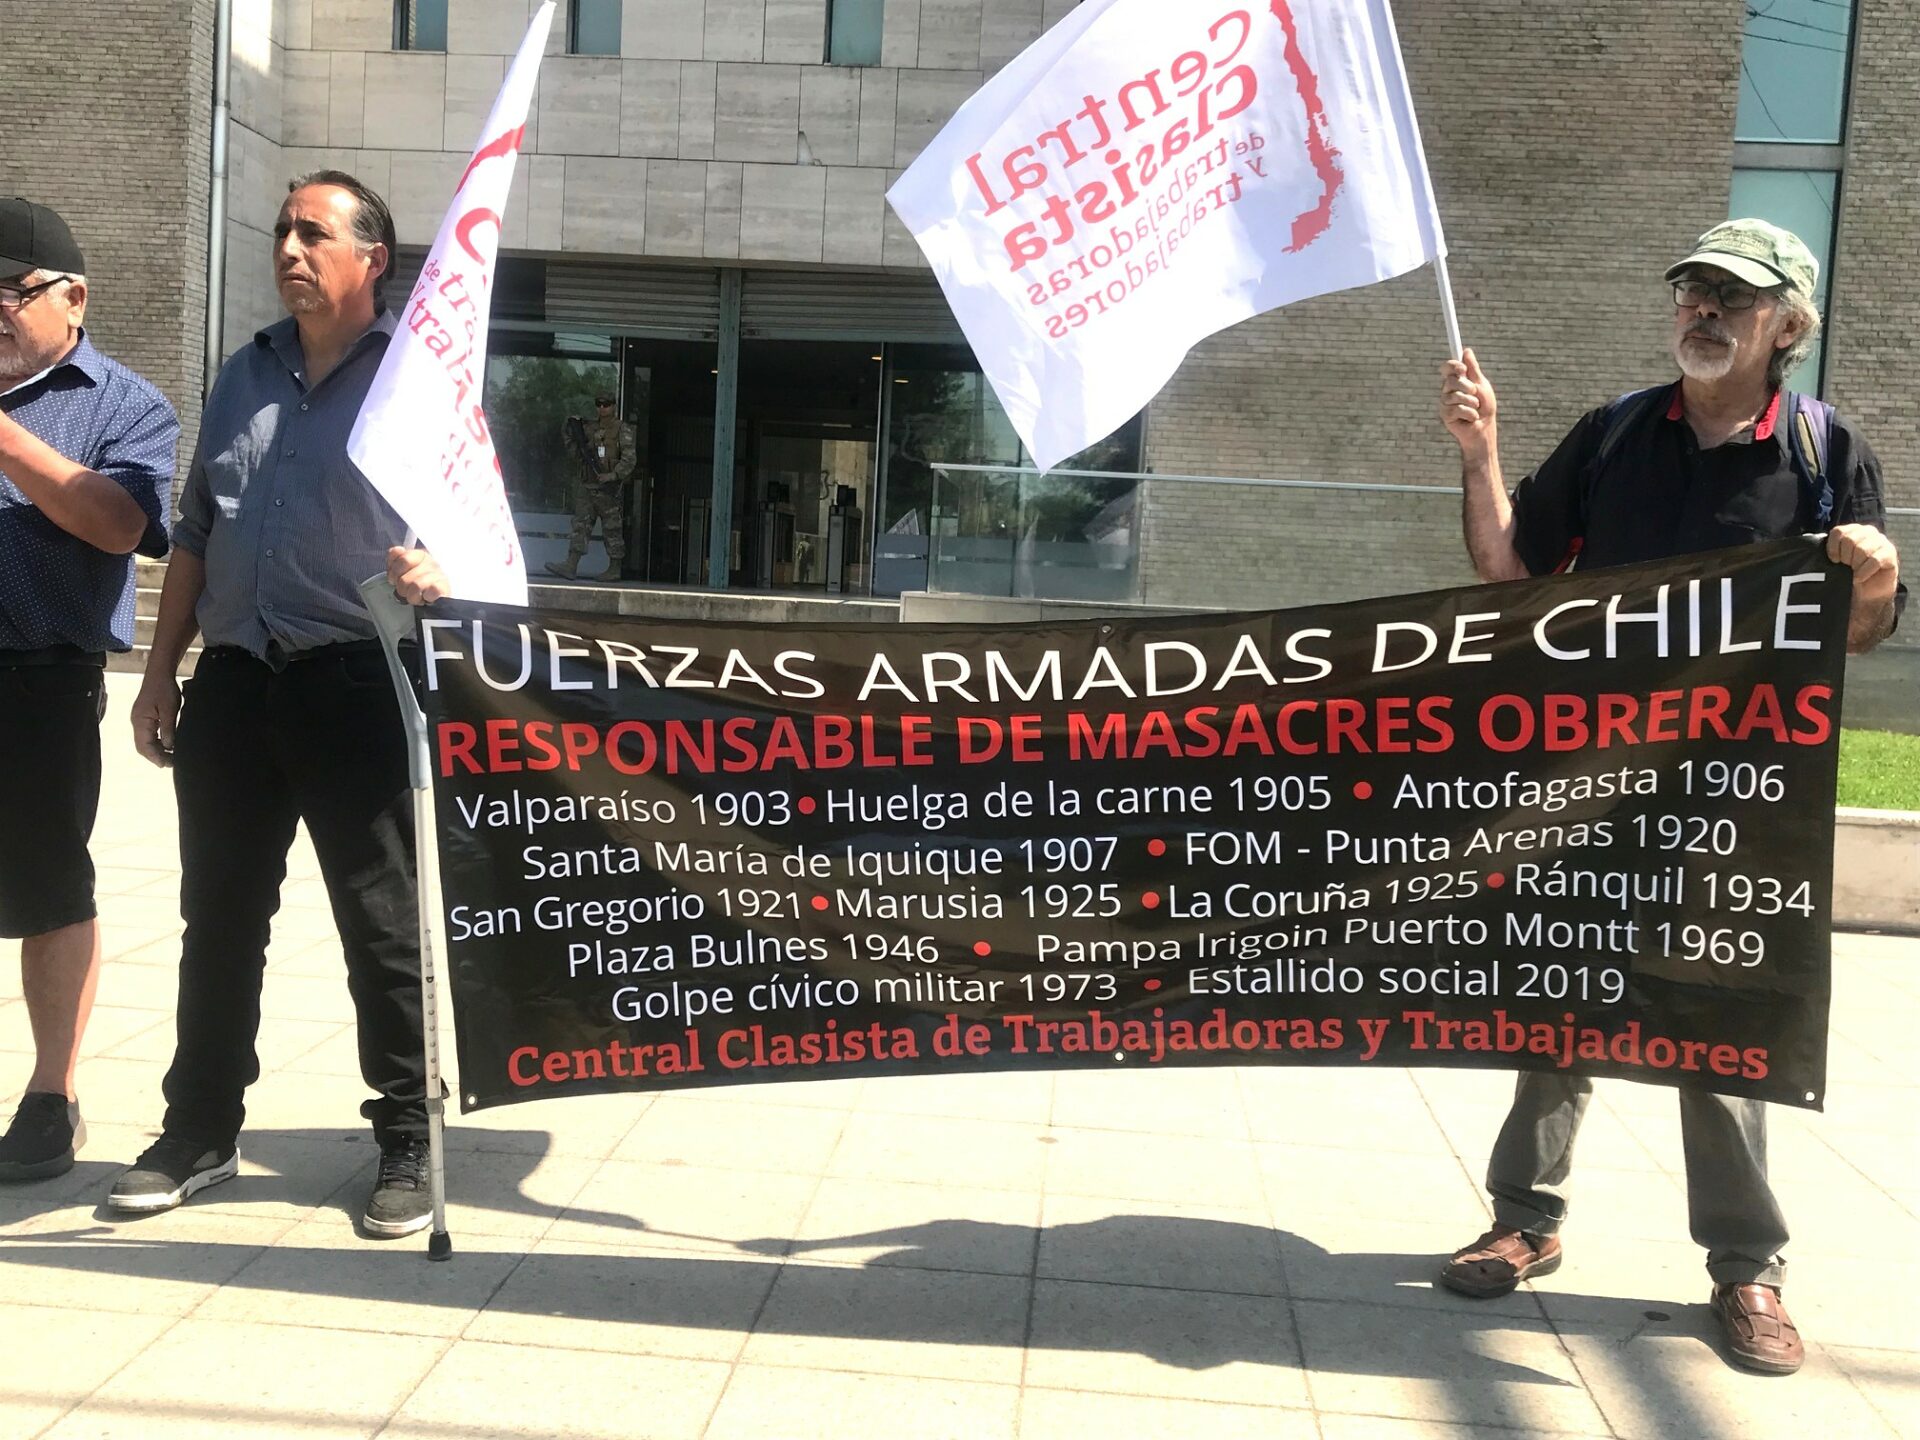 Central
Clasista
de trabajadoras
y trabajadores
de tra
y traba
FUERZAS ARMADAS DE CHILE
RESPONSABLE DE MASACRES OBRERAS
Valparaíso 1903 • Huelga de la carne 1905 • Antofagasta 1906
Santa María de Iquique 1907 • FOM - Punta Arenas 1920
San Gregorio 1921 • Marusia 1925 • La Coruña 1925 • Ránquil 1934
Plaza Bulnes 1946 • Pampa Irigoin Puerto Montt 1969
Golpe cívico militar 1973 • Estallido social 2019
Central Clasista de Trabajadoras y Trabajadores